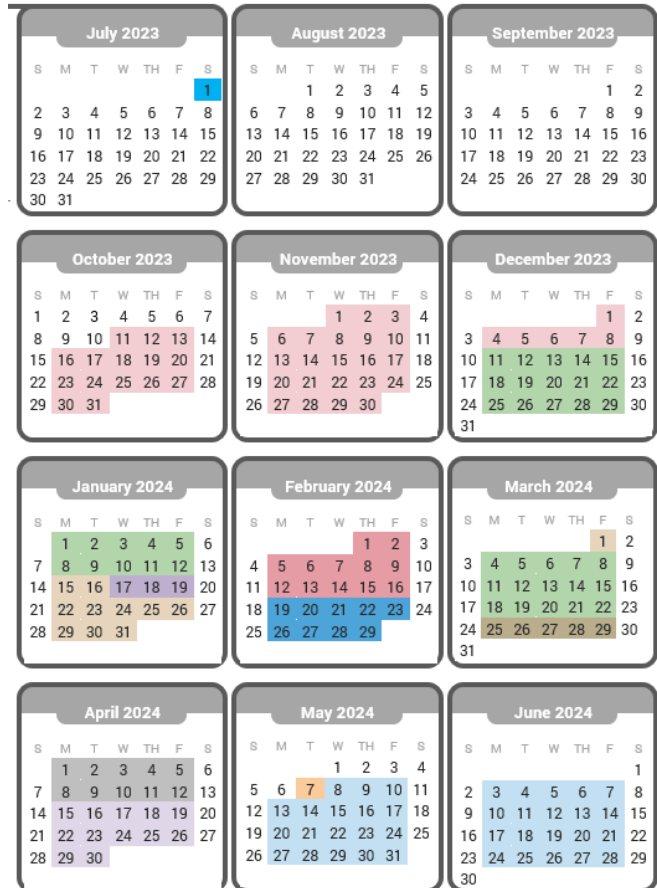 July 2023 August 2023 September 2023
S M T W TH F S S M T W TH F S S M T W TH F S
1 1 2 3 4 5 1 2
2 3 4 5 6 7 8 6 7 8 9 10 11 12 3 4 5 6 7 8 9
9 10 11 12 13 14 15 13 14 15 16 17 18 19 10 11 12 13 14 15 16
16 17 18 19 20 21 22 20 21 22 23 24 25 26 17 18 19 20 21 22 23
23 24 25 26 27 28 29 27 28 29 30 31 24 25 26 27 28 29 30
30 31
October 2023 November 2023 December 2023
S M T W TH F S S M T W TH F S S M T W TH F S
1 2 3 4 5 6 7 1 2 3 4 1 2
8 9 10 11 12 13 14 5 6 7 8 9 10 11 3 4 5 6 7 8 9
15 16 17 18 19 20 21 12 13 14 15 16 17 18 10 11 12 13 14 15 16
22 23 24 25 26 27 28 19 20 21 22 23 24 25 17 18 19 20 21 22 23
29 30 31 26 27 28 29 30 24 25 26 27 28 29 30
31
January 2024 February 2024 March 2024
S M T W TH F S S M T W TH F S S M T W TH F S
1 2 3 4 5 6 1 2 3 1 2
7 8 9 10 11 12 13 4 5 6 7 8 9 10 3 4 5 6 7 8 9
14 15 16 17 18 19 20 11 12 13 14 15 16 17 10 11 12 13 14 15 16
21 22 23 24 25 26 27 18 19 20 21 22 23 24 17 18 19 20 21 22 23
28 29 30 31 25 26 27 28 29 24 25 26 27 28 29 30
31
April 2024 May 2024 June 2024
S M T W TH F S S M T W TH F S S M T W TH F S
1 2 3 4 5 6 1 2 3 4 1
7 8 9 10 11 12 13 5 6 7 8 9 10 11 2 3 4 5 6 7 8
14 15 16 17 18 19 20 12 13 14 15 16 17 18 9 10 11 12 13 14 15
21 22 23 24 25 26 27 19 20 21 22 23 24 25 16 17 18 19 20 21 22
28 29 30 26 27 28 29 30 31 23 24 25 26 27 28 29
30